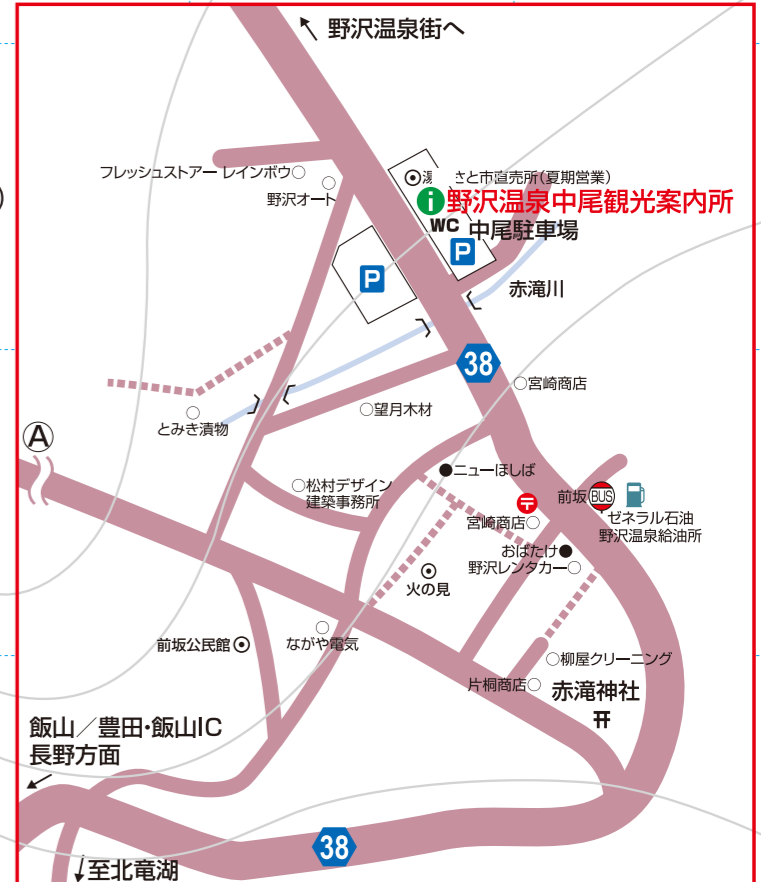 野沢温泉街へ
フレッシュストアー レインボウ
野沢オート
さと市直売所(夏期営業)
i 野沢温泉中尾観光案内所
WC 中尾駐車場
P
P
赤滝川
38
宮崎商店
望月木材
とみき漬物
A
ニューほしば
松村デザイン
建築事務所
前坂 BUS
宮崎商店
ゼネラル石油
野沢温泉給油所
おばたけ
野沢レンタカー
火の見
前坂公民館
ながや電気
柳屋クリーニング
片桐商店
赤滝神社
飯山/豊田・飯山IC
長野方面
38
至北竜湖